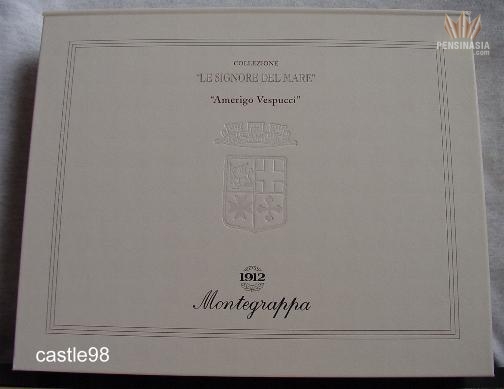 PENSINASIA
.com
COLLEZIONE
"LE SIGNORE DEL MARE"
"Amerigo Vespucci"
1912
Montegrappa
castle98